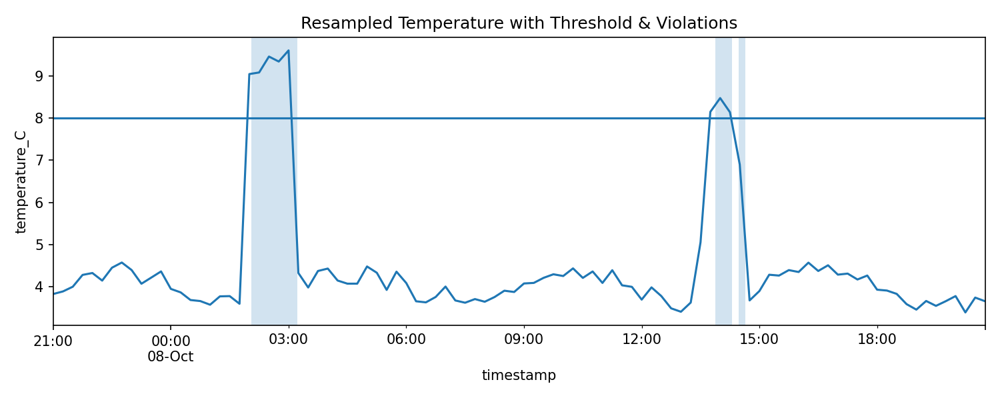 Resampled Temperature with Threshold & Violations
temperature_C
9
8
7
6
5
4
21:00 00:00 03:00 06:00 09:00 12:00 15:00 18:00
08-Oct
timestamp